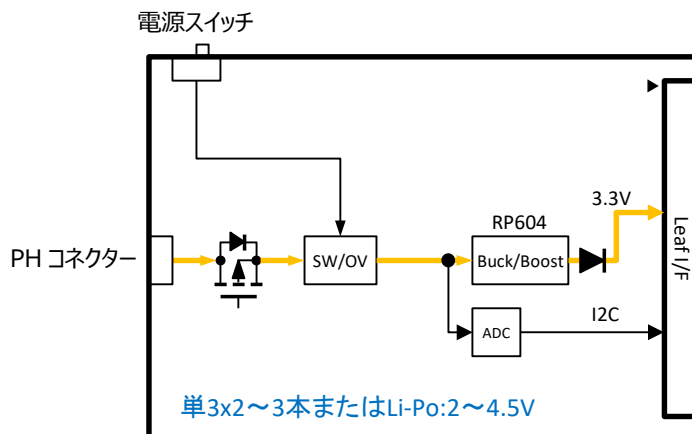 電源スイッチ
3.3V
RP604
PH コネクター
SW/OV
Buck/Boost
Leaf I/F
ADC
I2C
単3x2～3本またはLi-Po:2～4.5V